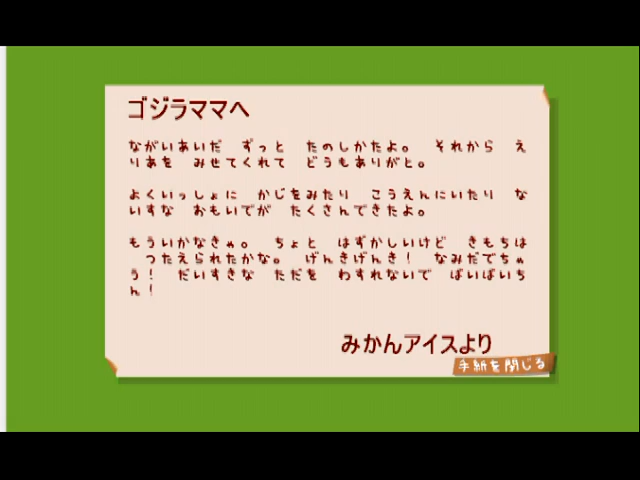 ゴジラママへ
ながいあいだ ずっと たのしかたよ。 それから え
りあを みせてくれて どうもありがと。
よくいっしょに かじをみたり こうえんにいたり な
いすな おもいでが たくさんできたよ。
もういかなきゃ。 ちょと はずかしいけど きもちは
つたえられたかな。 げんきげんき! なみだでちゃ
う! だいすきな ただを わすれないで ばいばいち
ん!
みかんアイスより
手紙を閉じる